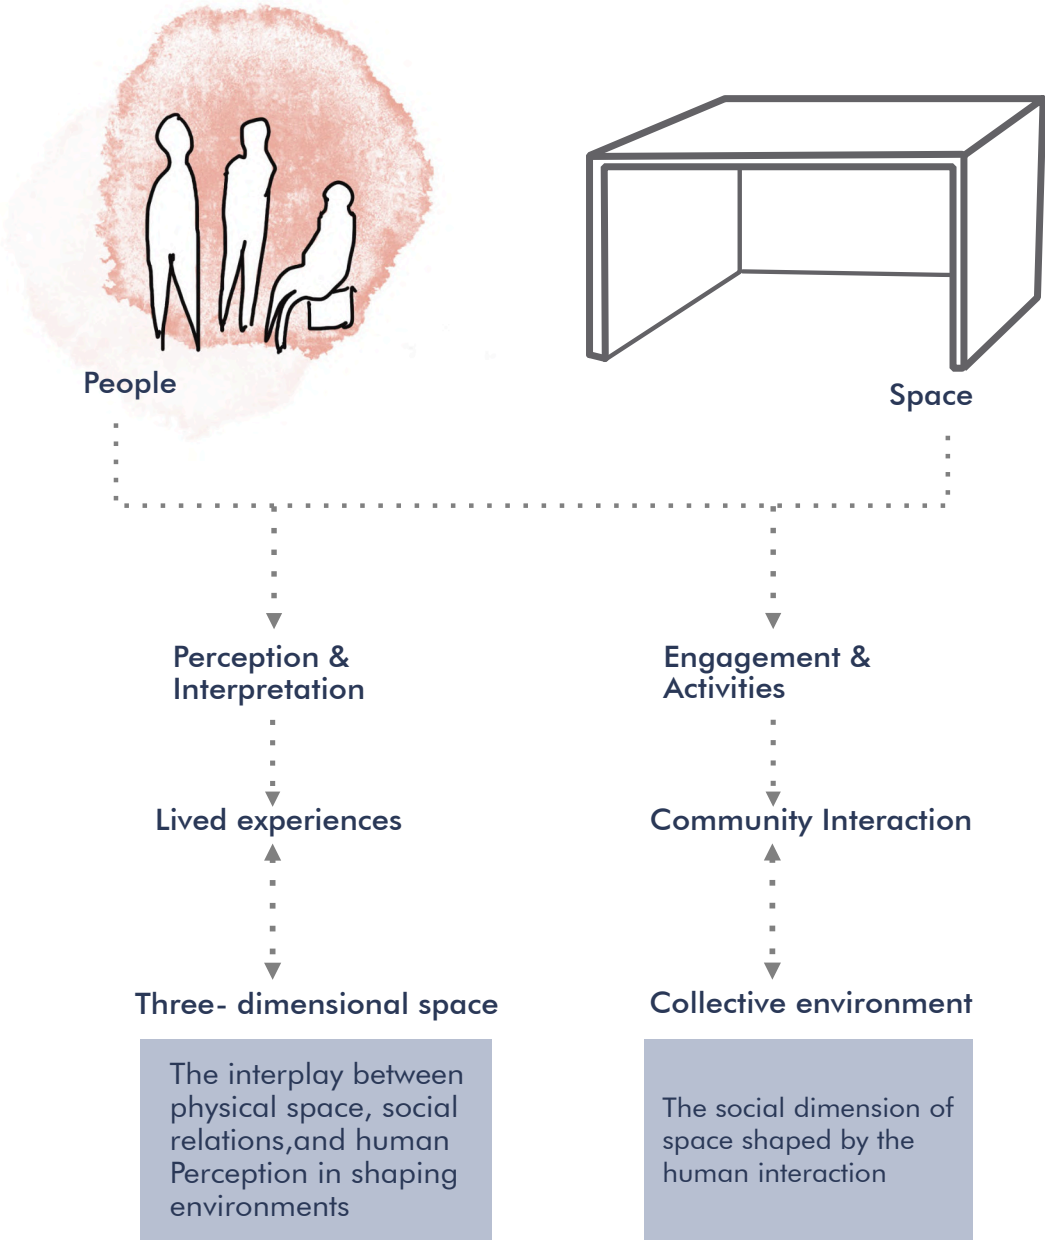 People
Space
Perception &
Interpretation
Engagement &
Activities
Lived experiences
Community Interaction
Three- dimensional space
Collective environment
The interplay between
physical space, social
relations,and human
Perception in shaping
environments
The social dimension of
space shaped by the
human interaction